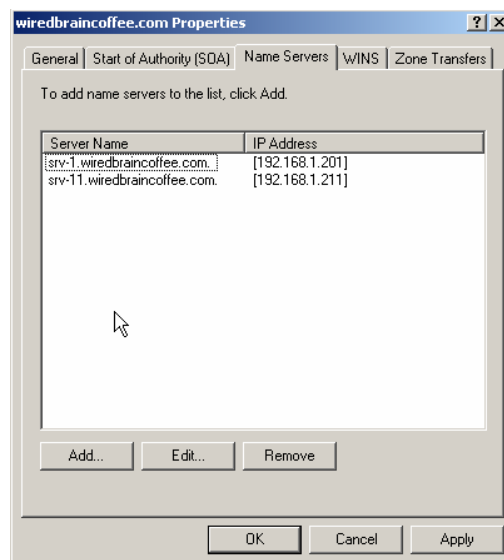 wiredbraincoffee.com Properties ? x
General Start of Authority (SOA) Name Servers WINS Zone Transfers
To add name servers to the list, click Add.
Server Name IP Address
srv-1.wiredbraincoffee.com. [192.168.1.201]
srv-11.wiredbraincoffee.com. [192.168.1.211]
Add... Edit... Remove
OK Cancel Apply